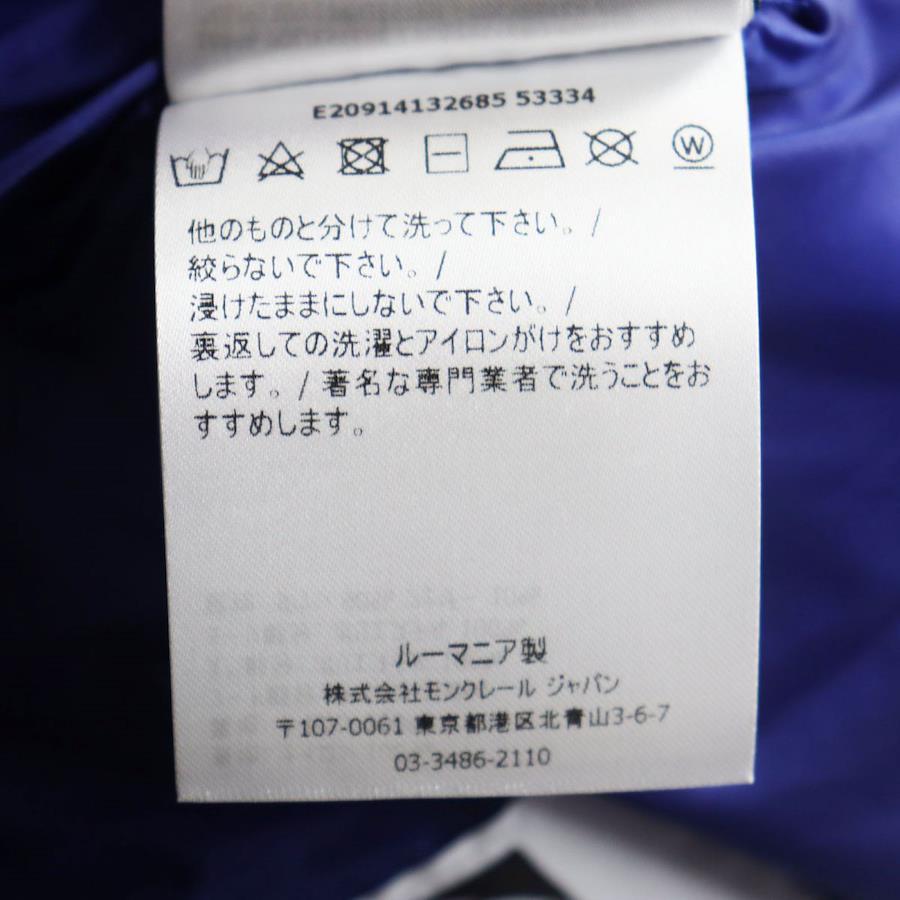 E20914132685 53334
W
他のものと分けて洗って下さい。/
絞らないで下さい。/
浸けたままにしないで下さい。/
裏返しての洗濯とアイロンがけをおすすめ
します。/ 著名な専門業者で洗うことをお
すすめします。
ルーマニア製
株式会社モンクレール ジャパン
〒107-0061 東京都港区北青山3-6-7
03-3486-2110